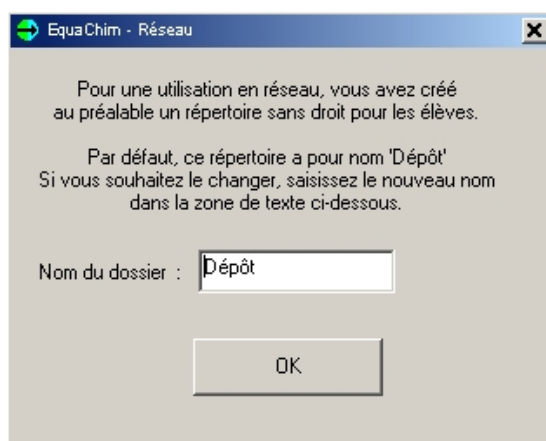 EquaChim - Réseau
Pour une utilisation en réseau, vous avez créé
au préalable un répertoire sans droit pour les élèves.
Par défaut, ce répertoire a pour nom 'Dépôt'
Si vous souhaitez le changer, saisissez le nouveau nom
dans la zone de texte ci-dessous.
Nom du dossier : Dépôt
OK